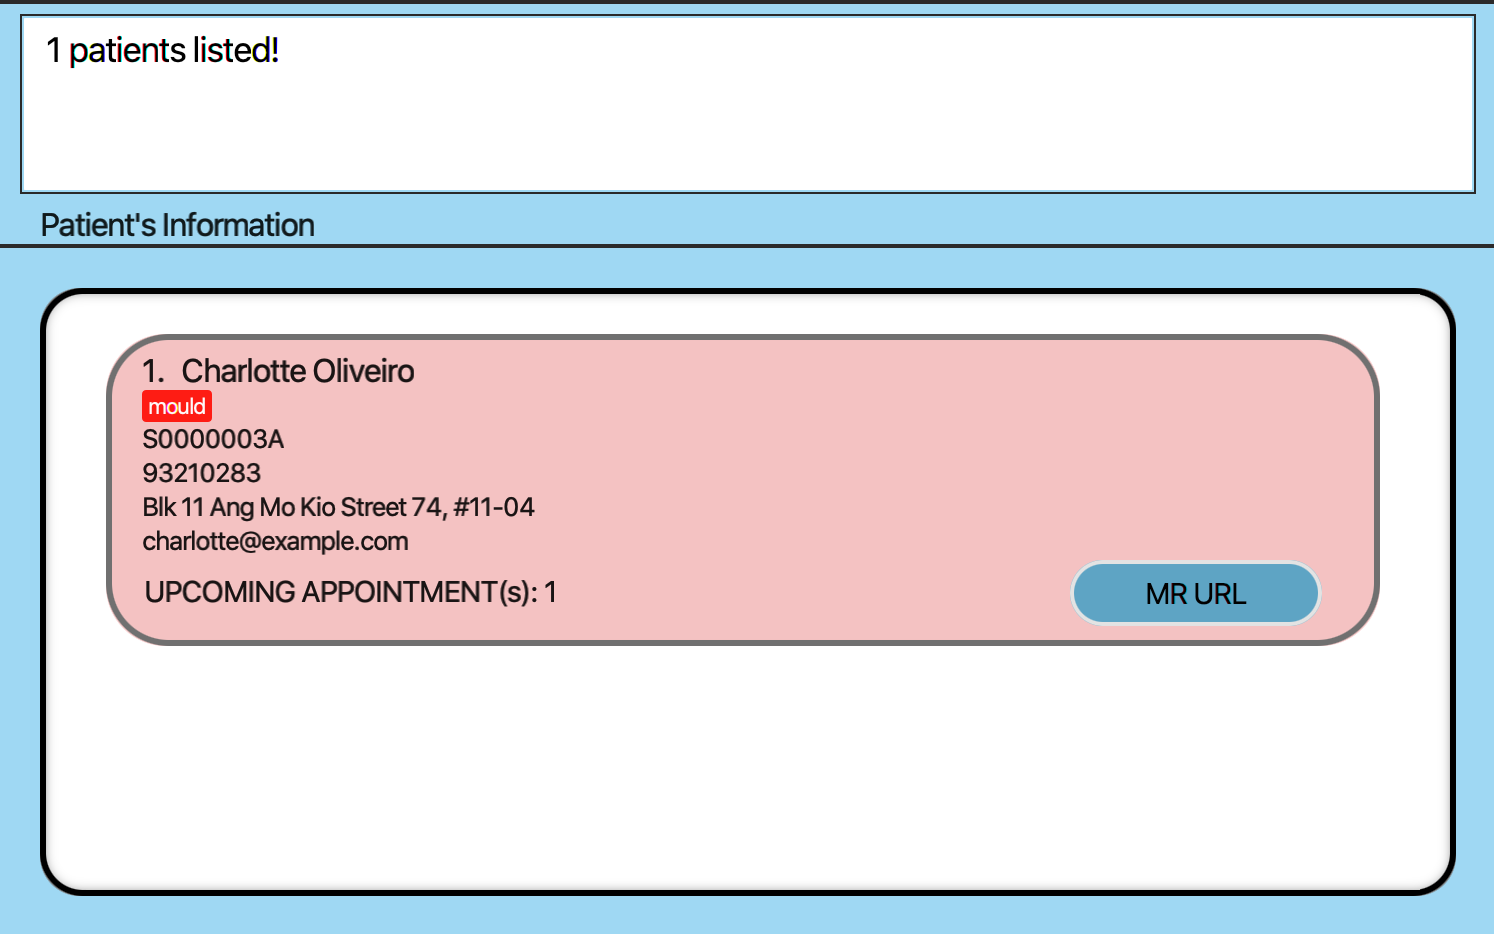 1 patients listed!
Patient's Information
1. Charlotte Oliveiro
mould
S0000003A
93210283
Blk 11 Ang Mo Kio Street 74, #11-04
charlotte@example.com
UPCOMING APPOINTMENT(s): 1
MR URL